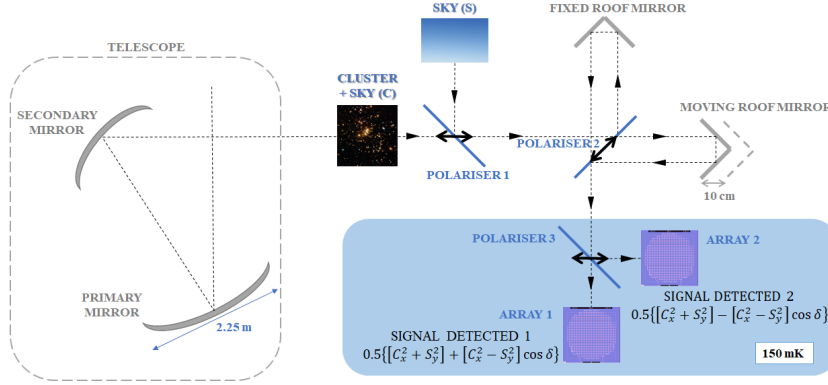 SKY (S)
FIXED ROOF MIRROR
TELESCOPE
SECONDARY
MIRROR
CLUSTER
+ SKY (C)
MOVING ROOF MIRROR
POLARISER 2
POLARISER 1
10 cm
POLARISER 3
ARRAY 2
PRIMARY
MIRROR
2.25 m
SIGNAL DETECTED 2
0.5{[C_x^2 + S_y^2] − [C_x^2 − S_y^2] cos δ}
ARRAY 1
SIGNAL DETECTED 1
0.5{[C_x^2 + S_y^2] + [C_x^2 − S_y^2] cos δ}
150 mK